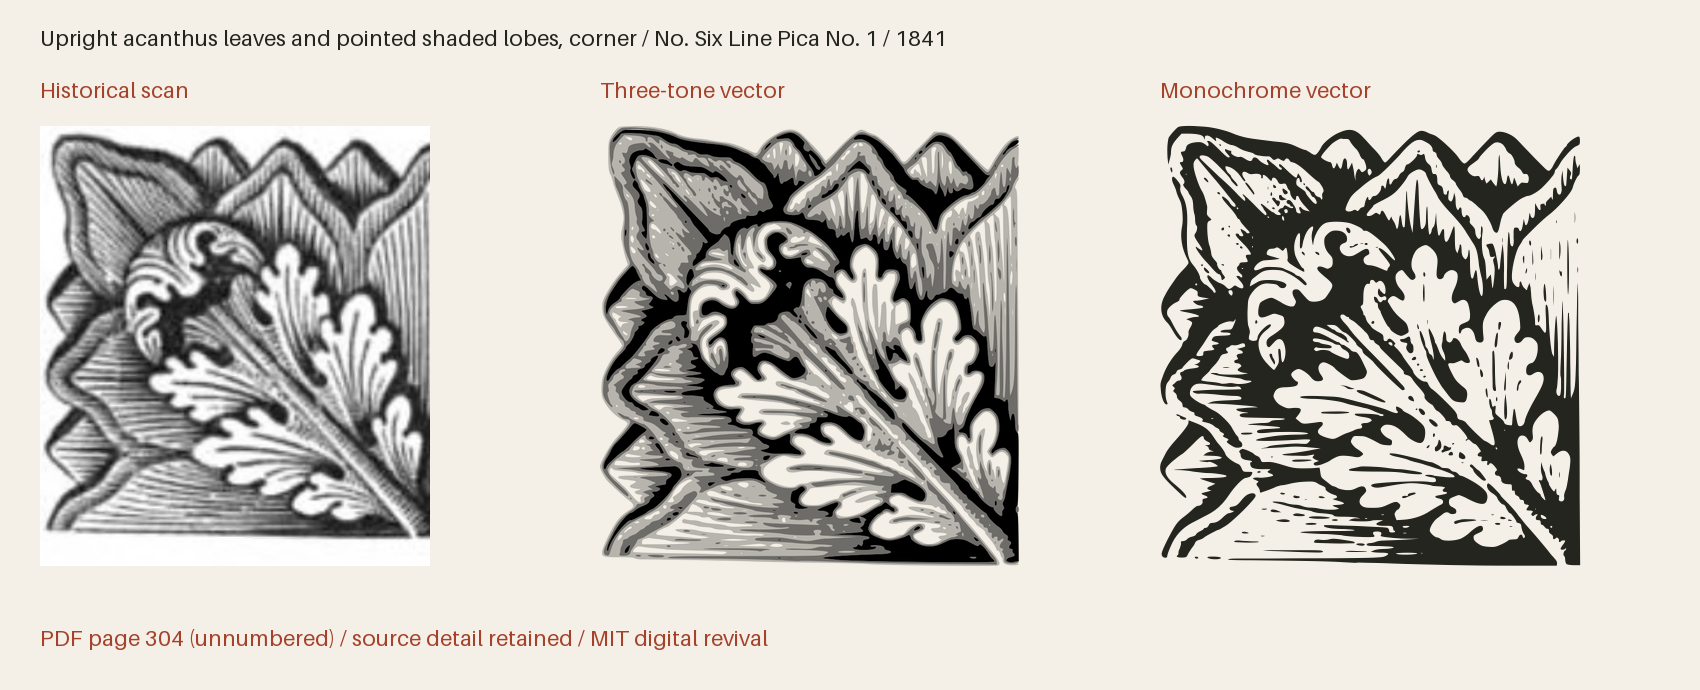 Upright acanthus leaves and pointed shaded lobes, corner / No. Six Line Pica No. 1 / 1841
Historical scan
Three-tone vector
Monochrome vector
PDF page 304 (unnumbered) / source detail retained / MIT digital revival